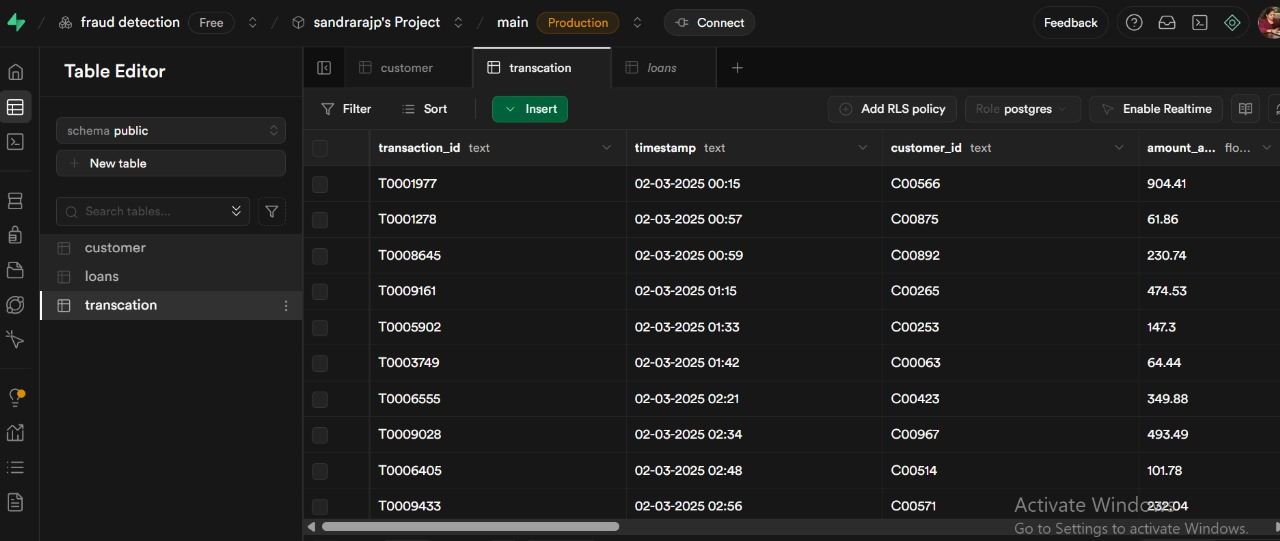 fraud detection Free / sandrarajp's Project / main Production Connect Feedback
Table Editor
customer transcation loans
schema public
New table
Search tables...
customer
loans
transcation
Filter Sort Insert Add RLS policy Role postgres Enable Realtime
transaction_id text timestamp text customer_id text amount_a... flo...
T0001977 02-03-2025 00:15 C00566 904.41
T0001278 02-03-2025 00:57 C00875 61.86
T0008645 02-03-2025 00:59 C00892 230.74
T0009161 02-03-2025 01:15 C00265 474.53
T0005902 02-03-2025 01:33 C00253 147.3
T0003749 02-03-2025 01:42 C00063 64.44
T0006555 02-03-2025 02:21 C00423 349.88
T0009028 02-03-2025 02:34 C00967 493.49
T0006405 02-03-2025 02:48 C00514 101.78
T0009433 02-03-2025 02:56 C00571
Activate Windows
Go to Settings to activate Windows.